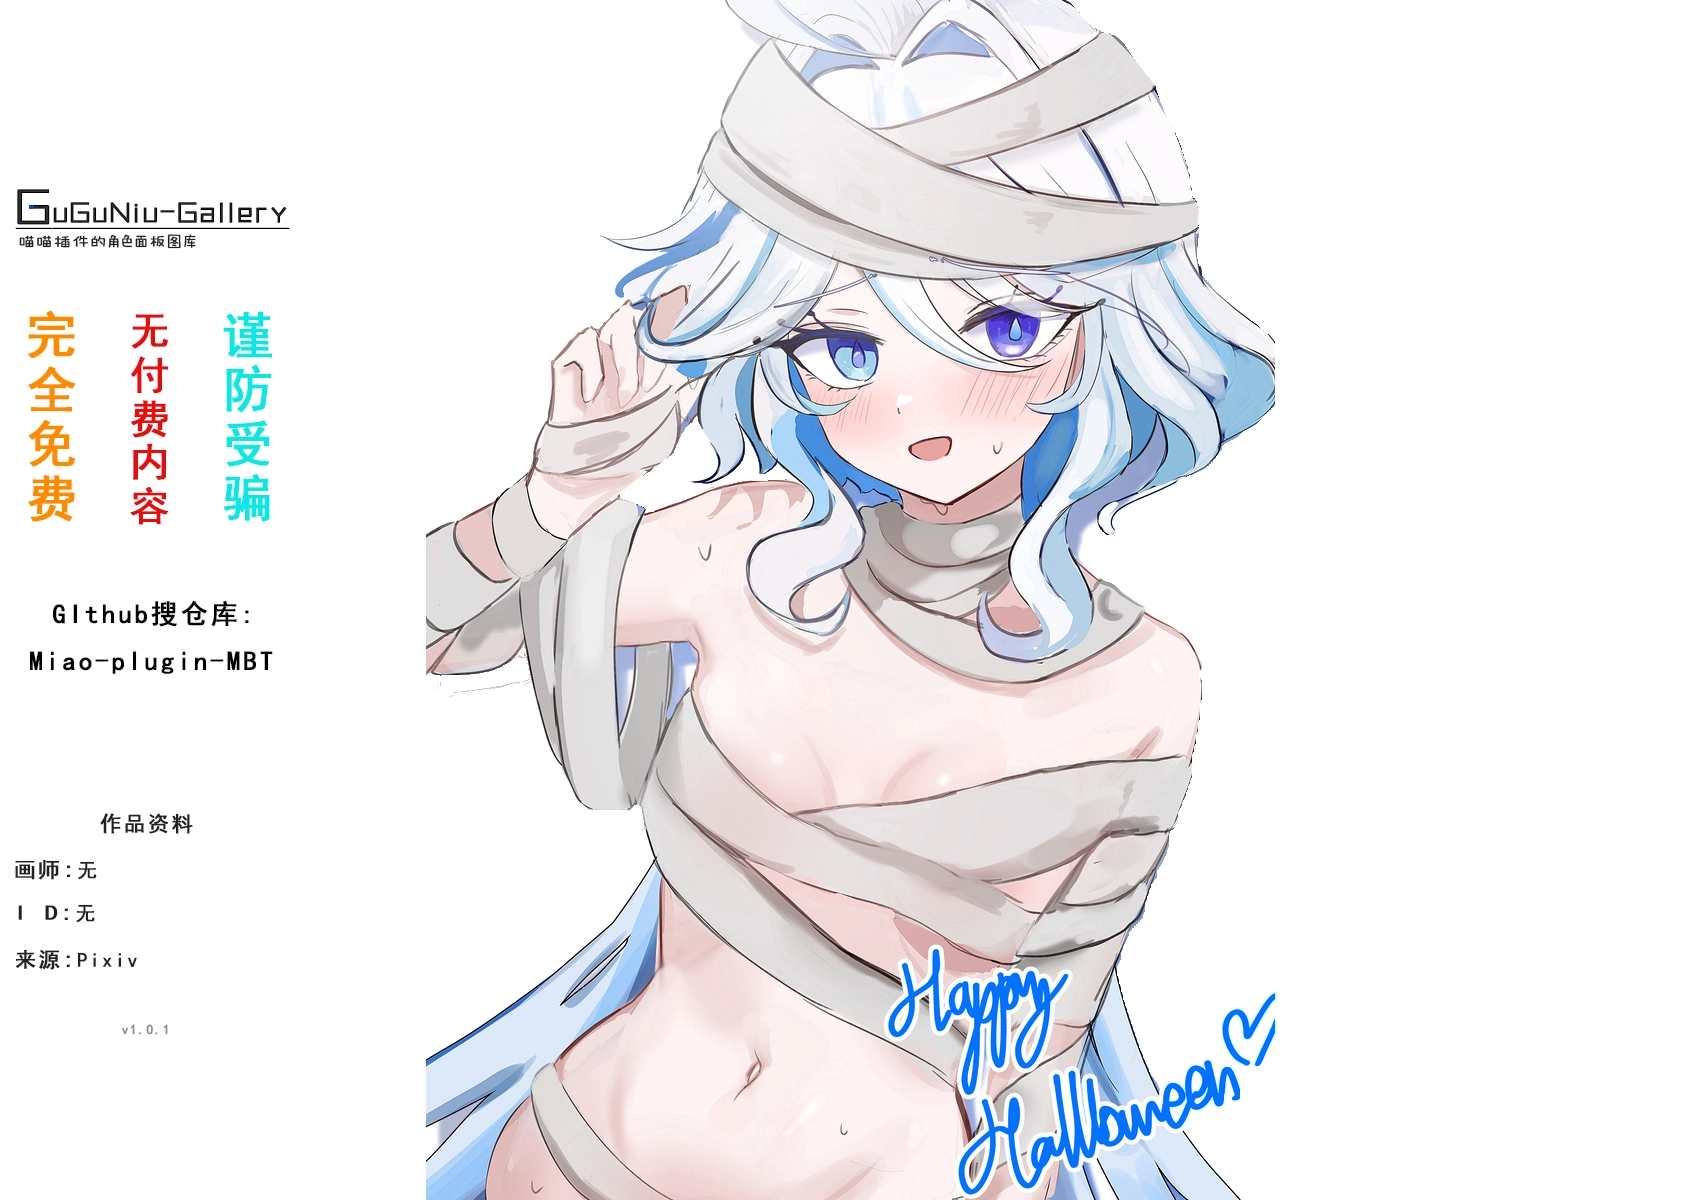 GuGuNiu-Gallery
喵喵插件的角色面板图库
完全免费
无付费内容
谨防受骗
GIthub搜仓库:
Miao-plugin-MBT
作品资料
画师:无
I D:无
来源:Pixiv
v1.0.1
Happy
Halloween